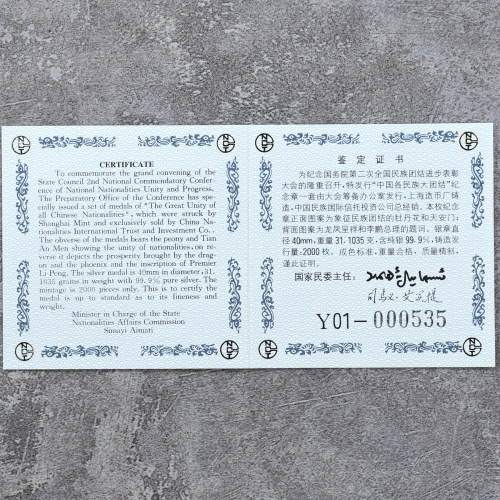 CERTIFICATE
To commemorate the grand convening of the
State Council 2nd National Commendatory Confer-
ence of National Nationalities Unity and Progress.
The Preparatory Office of the Conference has spe-
cially issued a set of medals of "The Great Unity of
all Chinese Nationalities", which were struck by
Shanghai Mint and exclusively sold by China Na-
tionalities International Trust and Investment Co..
The obverse of the medals bears the peony and Tian
An Men showing the unity of nationalities, on re-
verse it depicts the prosperity brought by the drag-
on and the phoenix and the inscription of Premier
Li Peng. The silver medal is 40mm in diameter, 31.
1035 grams in weight with 99.9% pure silver. The
mintage is 2000 pieces only. This is to certify the
medal is up to standard as to its fineness and
weight.
Minister in Charge of the State
Nationalities Affairs Commission
Simayi Aimati
鉴定证书
为纪念国务院第二次全国民族团结进步表彰
大会的隆重召开,特发行“中国各民族大团结”纪
念章一套由大会筹备办公室发行,上海造币厂铸
造,中国民族国际信托投资公司总经销。本枚纪念
章正面图案为象征民族团结的牡丹花和天安门;
背面图案为龙凤呈祥和李鹏总理的题词。银章直
径40mm,重量31.1035克,含纯银99.9%,铸造发
行量:2000枚。成色标准、重量合格、质量精制,
谨此证明。
国家民委主任:
司马义·艾买提
Y01-000535